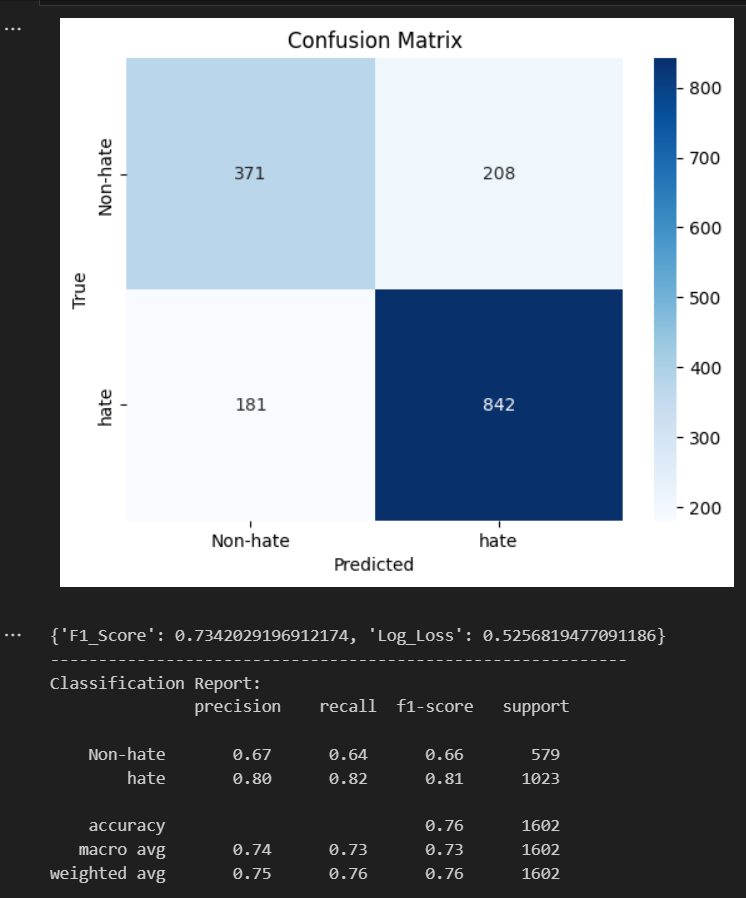 ...
Confusion Matrix
Non-hate
371
208
hate
181
842
True
Non-hate
hate
Predicted
800
700
600
500
400
300
200
...
{'F1_Score': 0.7342029196912174, 'Log_Loss': 0.5256819477091186}
------------------------------------------------------------
Classification Report:
precision recall f1-score support
Non-hate 0.67 0.64 0.66 579
hate 0.80 0.82 0.81 1023
accuracy 0.76 1602
macro avg 0.74 0.73 0.73 1602
weighted avg 0.75 0.76 0.76 1602